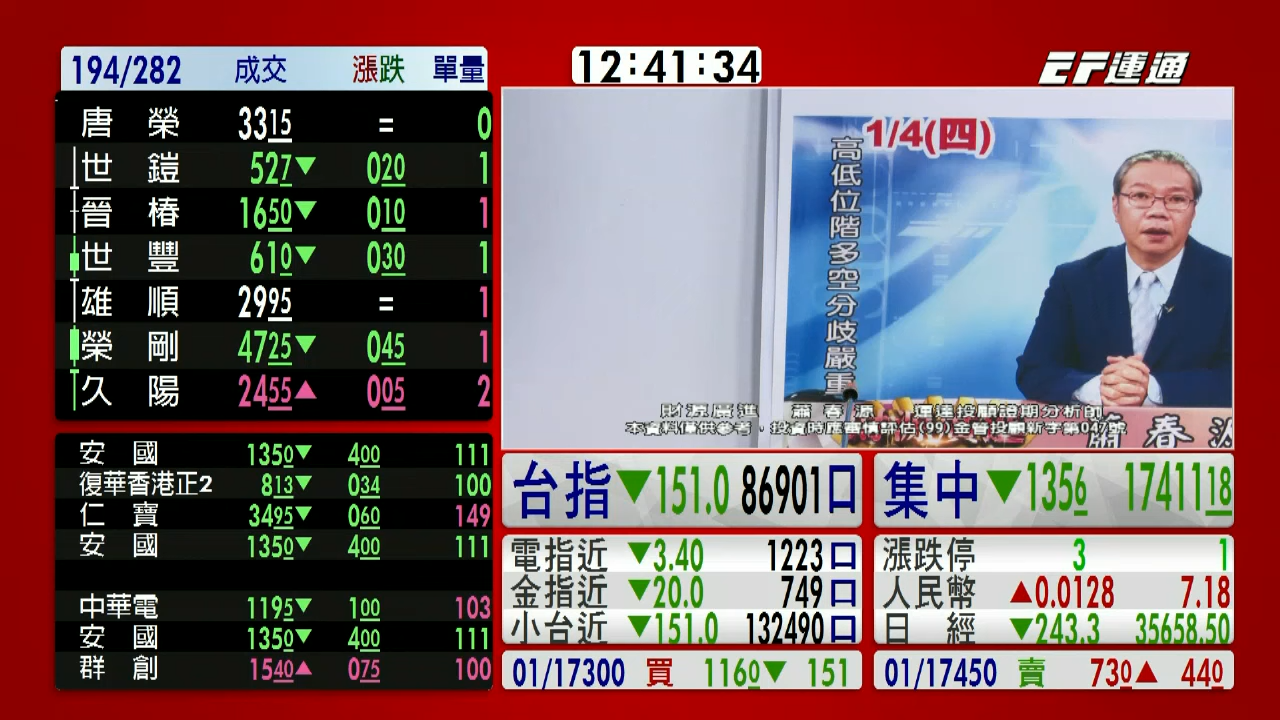 194/282 成交 漲跌 單量
唐榮 3315 = 0
世鎧 527▼ 020 1
晉椿 1650▼ 010 1
世豐 610▼ 030 1
雄順 2995 = 1
榮剛 4725▼ 045 1
久陽 2455▲ 005 2
安國 1350▼ 400 111
復華香港正2 813▼ 034 100
仁寶 3495▼ 060 149
安國 1350▼ 400 111
中華電 1195▼ 100 103
安國 1350▼ 400 111
群創 1540▲ 075 100
12:41:34
EF運通
1/4(四)
高低位階多空分歧嚴重
財源廣進 蕭春源 運達投顧證期分析師
本資料僅供參考,投資時應審慎評估(99)金管投顧新字第047號
蕭春源
台指▼151.0 86901口
電指近 ▼3.40 1223口
金指近 ▼20.0 749口
小台近 ▼151.0 132490口
01/17300 買 1160▼ 151
集中▼1356 1741118
漲跌停 3 1
人民幣 ▲0.0128 7.18
日經 ▼243.3 35658.50
01/17450 賣 730▲ 440